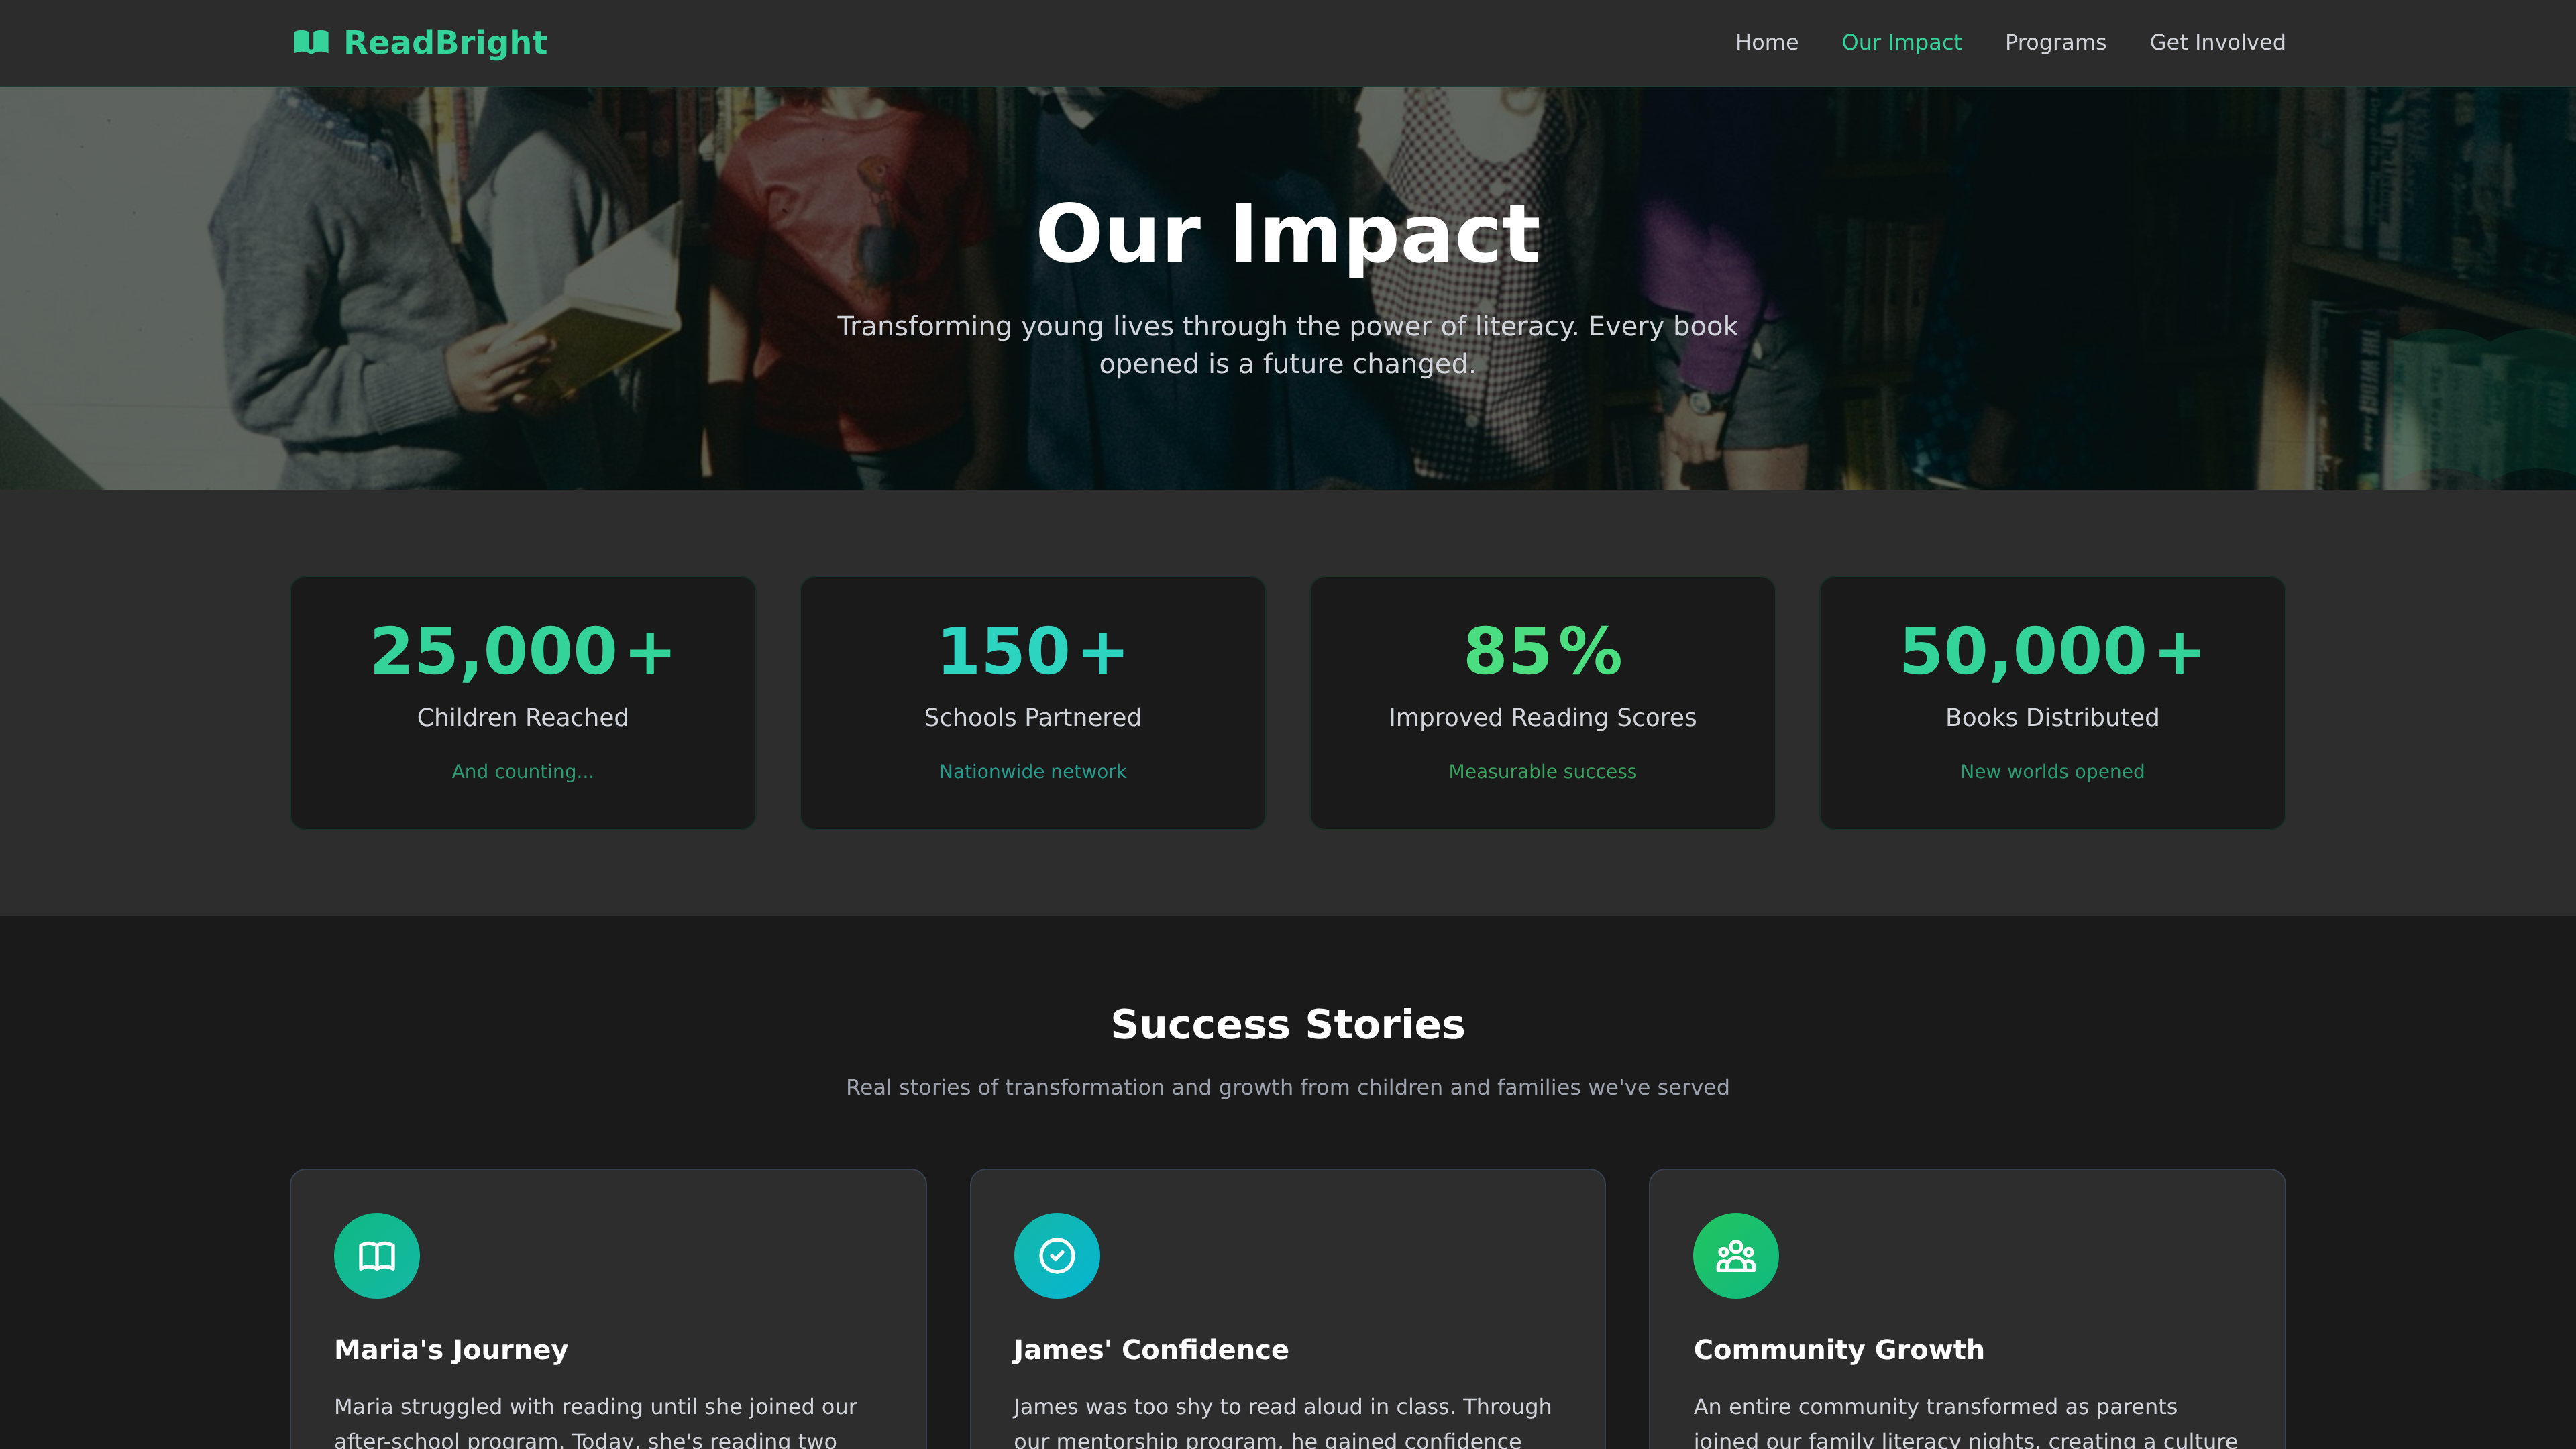 ReadBright
Home
Our Impact
Programs
Get Involved
Our Impact
Transforming young lives through the power of literacy. Every book
opened is a future changed.
25,000+
Children Reached
And counting...
150+
Schools Partnered
Nationwide network
85%
Improved Reading Scores
Measurable success
50,000+
Books Distributed
New worlds opened
Success Stories
Real stories of transformation and growth from children and families we've served
Maria's Journey
Maria struggled with reading until she joined our
after-school program. Today, she's reading two
James' Confidence
James was too shy to read aloud in class. Through
our mentorship program, he gained confidence
Community Growth
An entire community transformed as parents
joined our family literacy nights, creating a culture